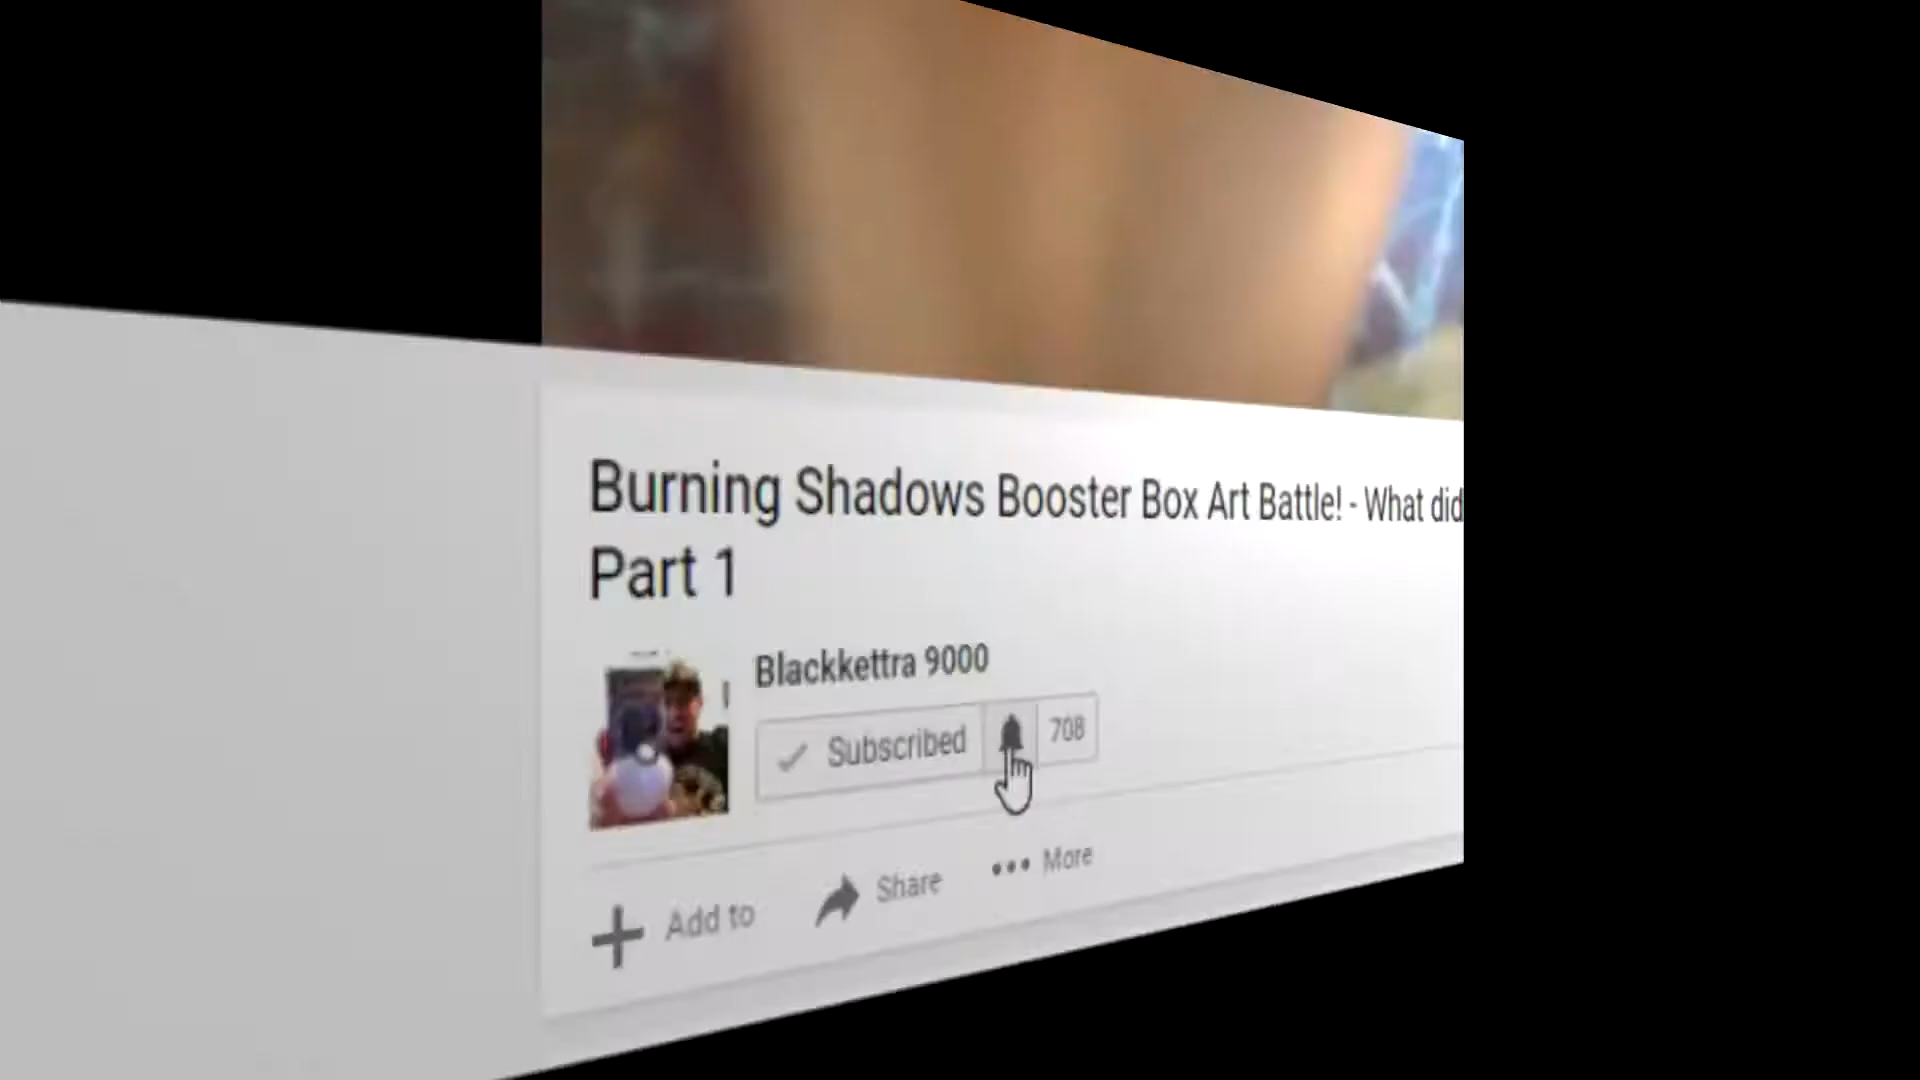 Burning Shadows Booster Box Art Battle! - What did
Part 1
Blackkettra 9000
Subscribed 708
Add to Share More